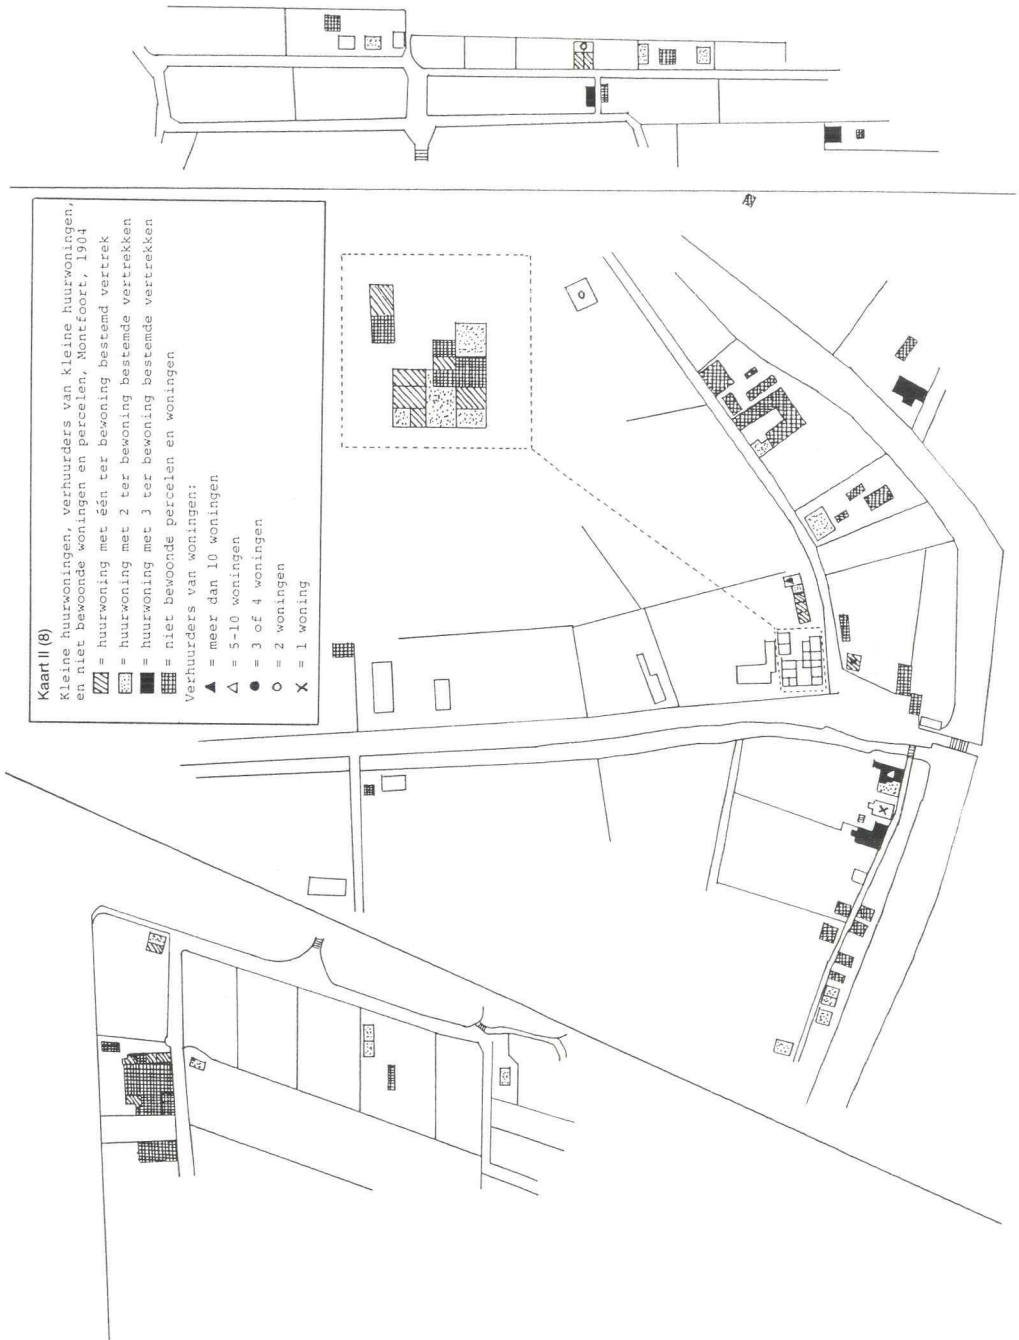 Kaart II (8)
Kleine huurwoningen, verhuurders van kleine huurwoningen,
en niet bewoonde woningen en percelen, Montfoort, 1904
= huurwoning met één ter bewoning bestemd vertrek
= huurwoning met 2 ter bewoning bestemde vertrekken
= huurwoning met 3 ter bewoning bestemde vertrekken
= niet bewoonde percelen en woningen
Verhuurders van woningen:
▲ = meer dan 10 woningen
△ = 5-10 woningen
● = 3 of 4 woningen
○ = 2 woningen
X = 1 woning